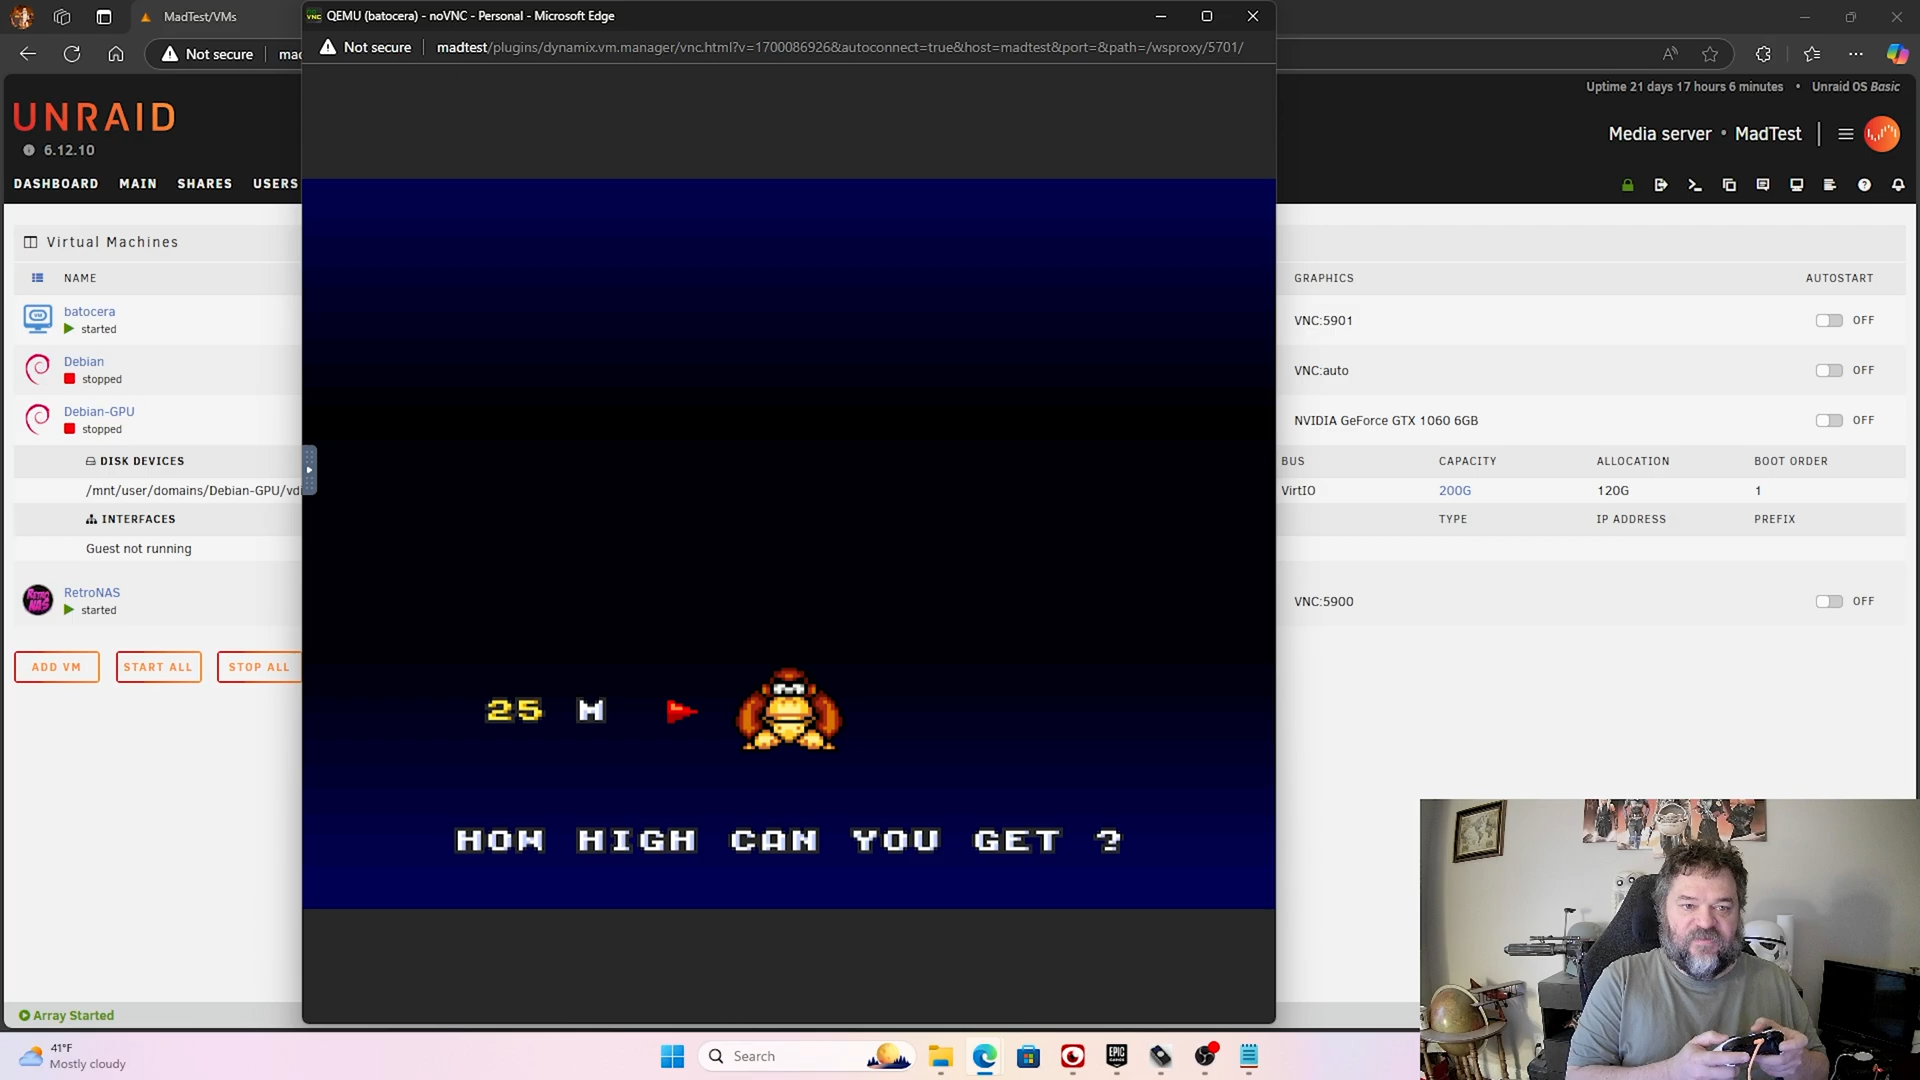 MadTest/VMs
QEMU (batocera) - noVNC - Personal - Microsoft Edge
Not secure
mad
Not secure
madtest/plugins/dynamix.vm.manager/vnc.html?v=1700086926&autoconnect=true&host=madtest&port=&path=/wsproxy/5701/
UNRAID
6.12.10
Uptime 21 days 17 hours 6 minutes • Unraid OS Basic
Media server • MadTest
DASHBOARD MAIN SHARES USERS
Virtual Machines
NAME
GRAPHICS
AUTOSTART
batocera
started
VNC:5901
OFF
Debian
stopped
VNC:auto
OFF
Debian-GPU
stopped
NVIDIA GeForce GTX 1060 6GB
OFF
DISK DEVICES
BUS
CAPACITY
ALLOCATION
BOOT ORDER
/mnt/user/domains/Debian-GPU/vd
VirtIO
200G
120G
1
INTERFACES
TYPE
IP ADDRESS
PREFIX
Guest not running
RetroNAS
started
VNC:5900
OFF
ADD VM
START ALL
STOP ALL
25 M
HOW HIGH CAN YOU GET ?
Array Started
41°F
Mostly cloudy
Search
EPIC
GAMES